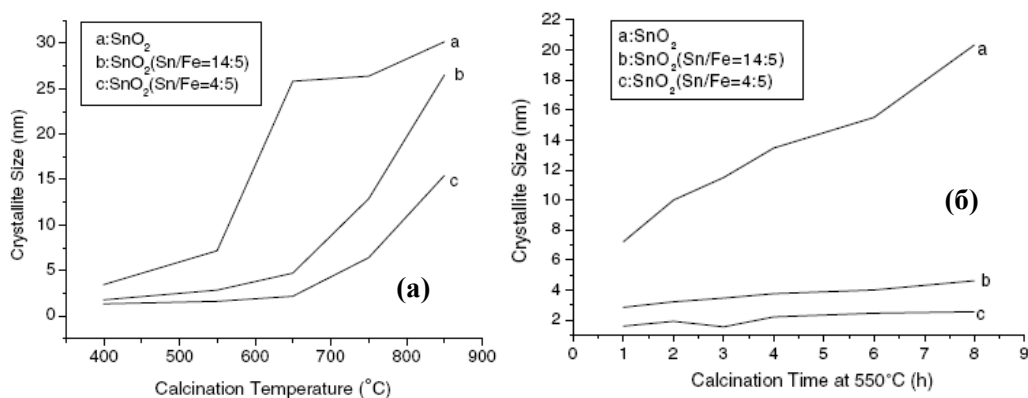 a:SnO₂
b:SnO₂(Sn/Fe=14:5)
c:SnO₂(Sn/Fe=4:5)
30
25
20
15
10
5
0
Crystallite Size (nm)
a
b
c
(а)
400 500 600 700 800 900
Calcination Temperature (°C)
a:SnO₂
b:SnO₂(Sn/Fe=14:5)
c:SnO₂(Sn/Fe=4:5)
22
20
18
16
14
12
10
8
6
4
2
Crystallite Size (nm)
a
(б)
b
c
0 1 2 3 4 5 6 7 8 9
Calcination Time at 550°C (h)